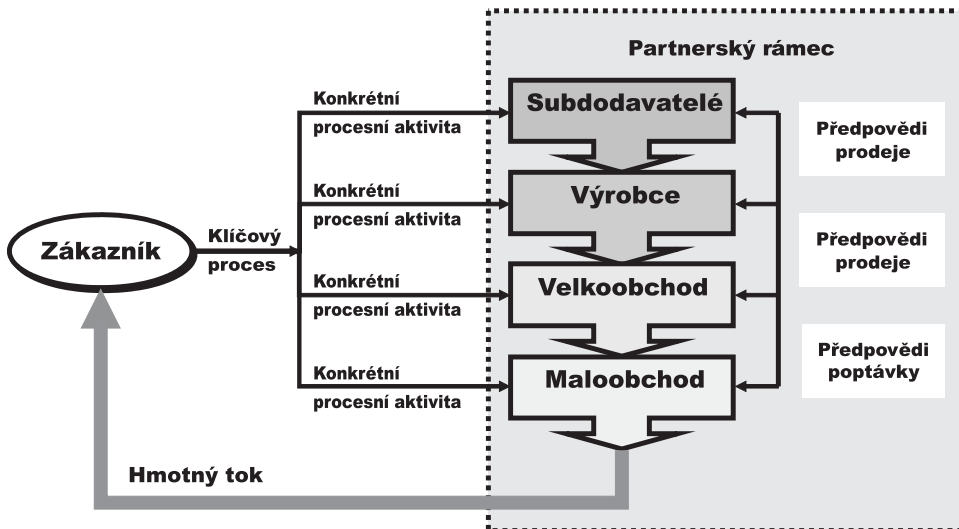 Partnerský rámec
Konkrétní
procesní aktivita
Subdodavatelé
Předpovědi
prodeje
Konkrétní
procesní aktivita
Výrobce
Zákazník
Klíčový
proces
Předpovědi
prodeje
Konkrétní
procesní aktivita
Velkoobchod
Předpovědi
poptávky
Konkrétní
procesní aktivita
Maloobchod
Hmotný tok